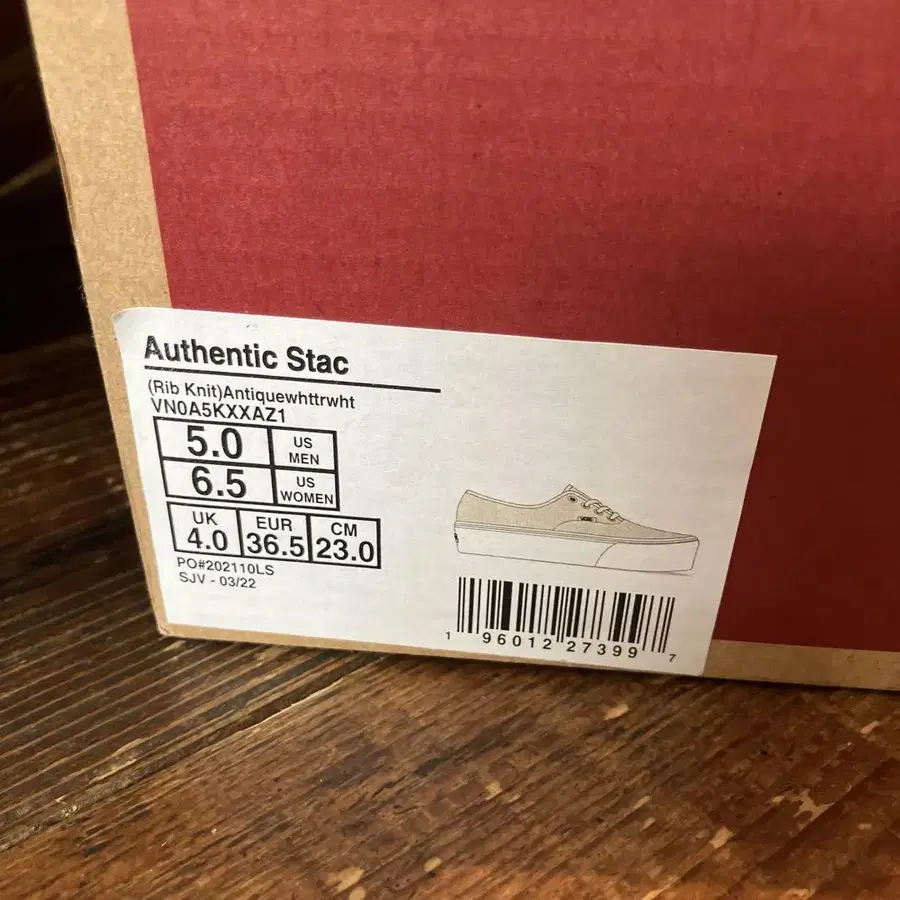 Authentic Stac
(Rib Knit)Antiquewhttrwht
VN0A5KXXAZ1
5.0 US MEN
6.5 US WOMEN
UK EUR CM
4.0 36.5 23.0
PO#202110LS
SJV - 03/22
VANS
1 96012 27399 7